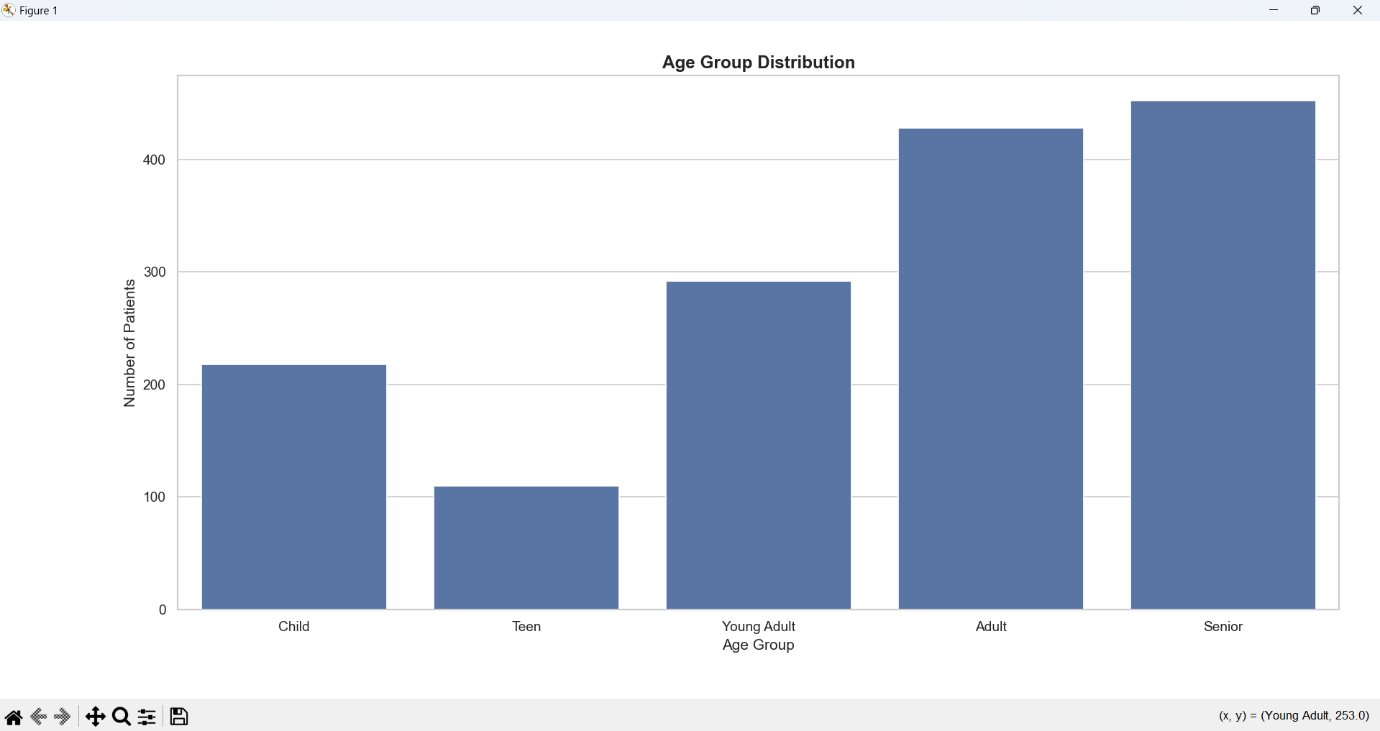 Figure 1
Age Group Distribution
Number of Patients
400
300
200
100
0
Child Teen Young Adult Adult Senior
Age Group
(x, y) = (Young Adult, 253.0)